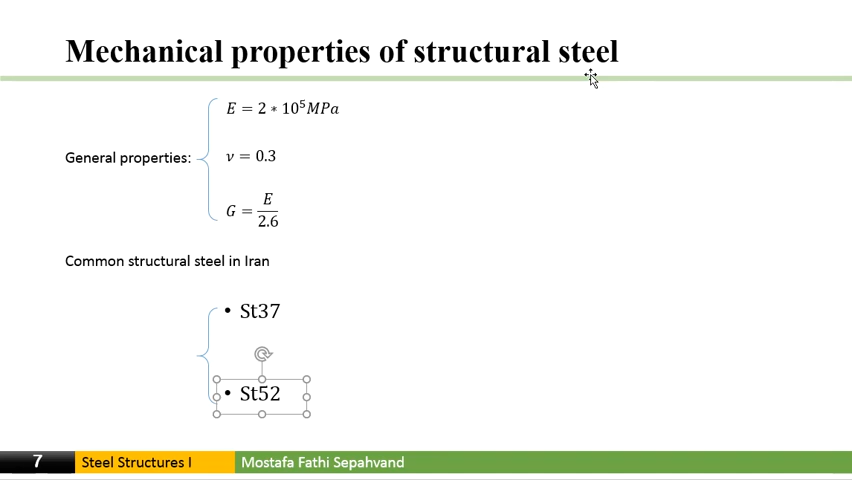 Mechanical properties of structural steel
E = 2 * 10⁵MPa
General properties:
ν = 0.3
G = E/2.6
Common structural steel in Iran
• St37
• St52
7
Steel Structures I
Mostafa Fathi Sepahvand